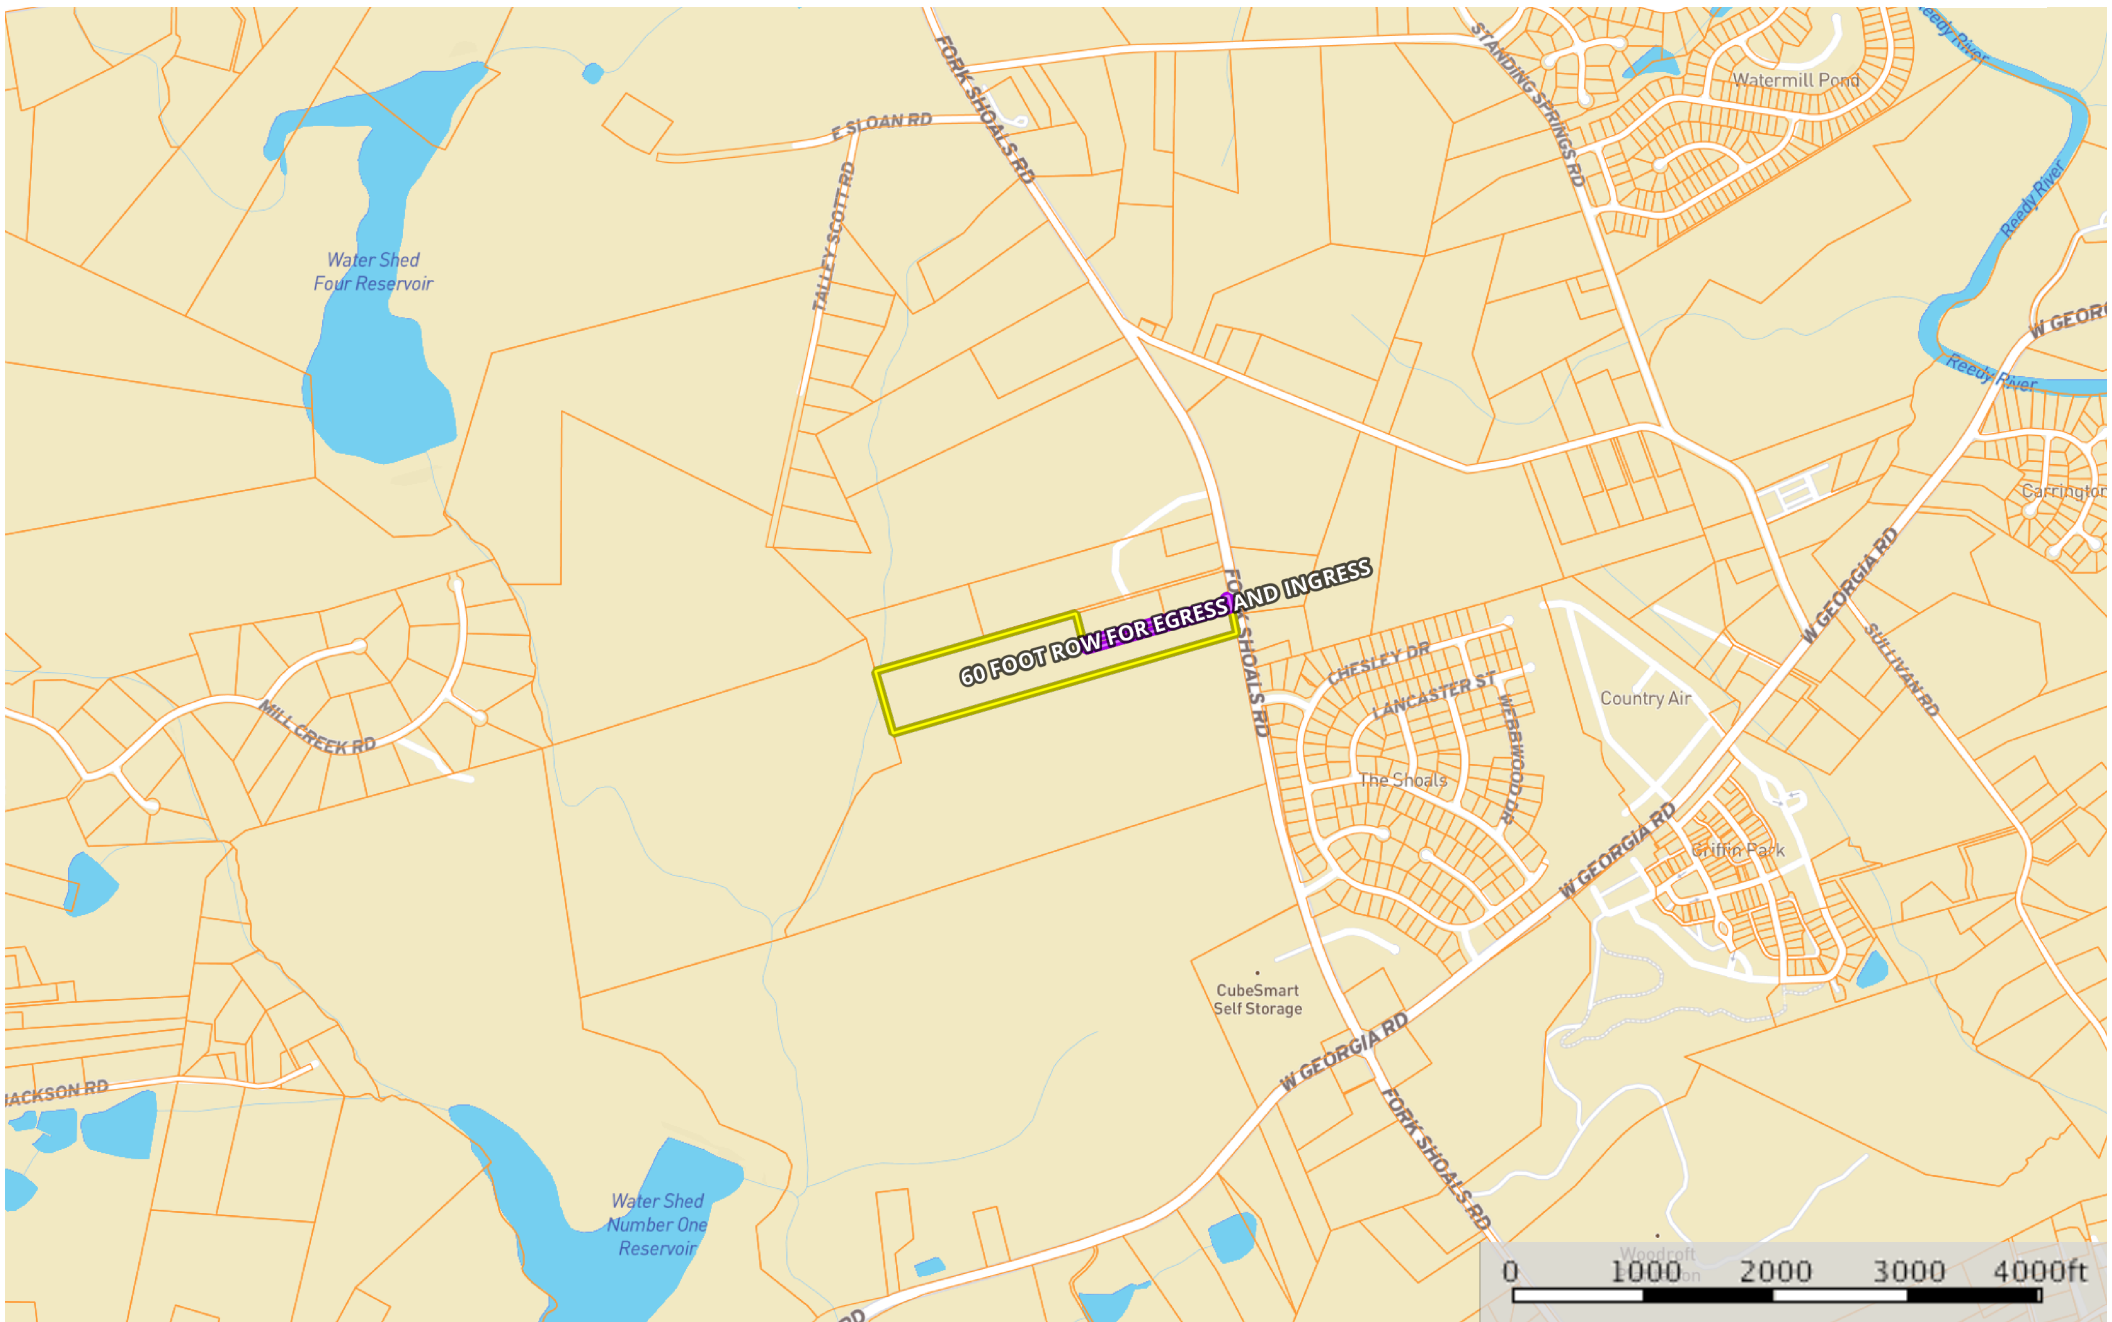 Reedy River
FORK SHOALS RD
STANDING SPRINGS RD
Watermill Pond
E SLOAN RD
TALLEY SCOTT RD
Reedy River
Water Shed
Four Reservoir
W GEORG
Reedy River
Carrington
W GEORGIA RD
60 FOOT ROW FOR EGRESS AND INGRESS
FORK SHOALS RD
CHESLEY DR
LANCASTER ST
WEBBWOOD DR
SULLIVAN RD
Country Air
MILL CREEK RD
The Shoals
W GEORGIA RD
Griffin Park
CubeSmart
Self Storage
W GEORGIA RD
JACKSON RD
FORK SHOALS RD
Water Shed
Number One
Reservoir
Woodroft
0 1000 2000 3000 4000ft
RD